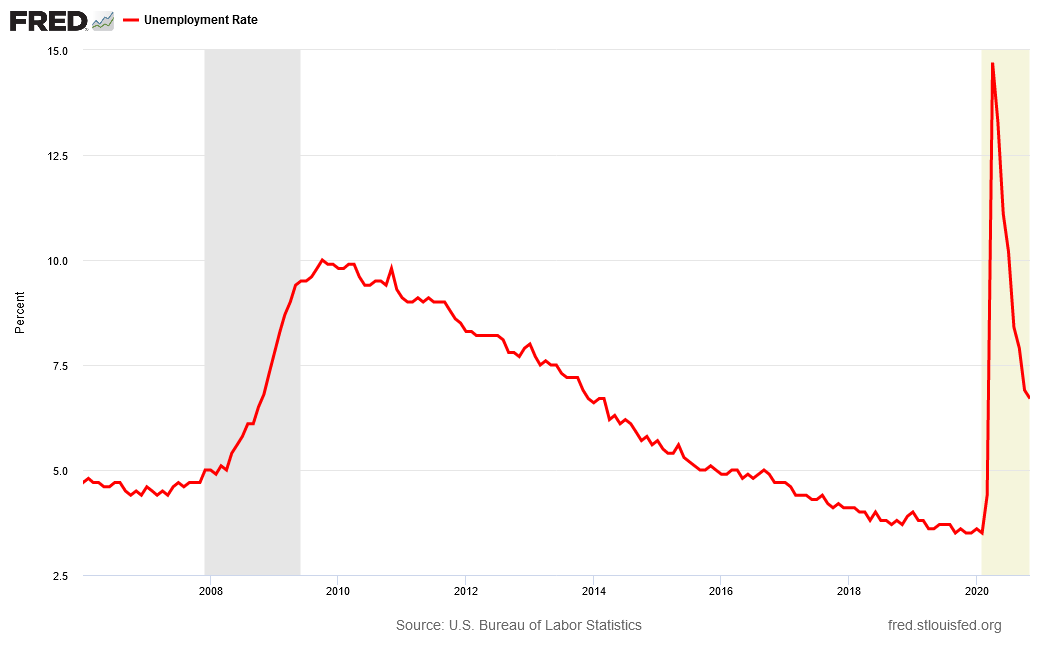 FRED
Unemployment Rate
15.0
12.5
10.0
7.5
5.0
2.5
Percent
2008 2010 2012 2014 2016 2018 2020
Source: U.S. Bureau of Labor Statistics
fred.stlouisfed.org